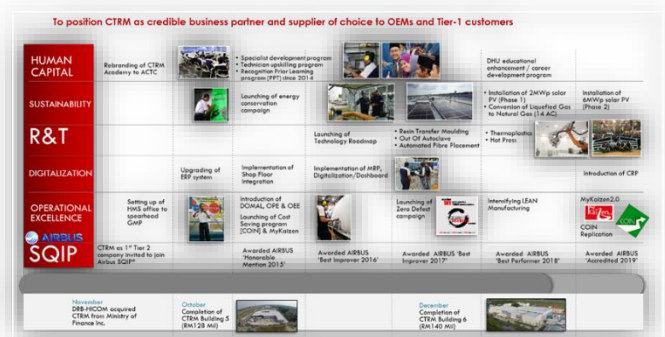 To position CTRM as credible business partner and supplier of choice to OEMs and Tier-1 customers
HUMAN
CAPITAL
Rebranding of CTRM
Academy to ACTC
• Specialist development program
• Technician upskilling program
• Recognition Prior Learning
program (PPT) since 2014
DHU educational
enhancement / career
development program
SUSTAINABILITY
Launching of energy
conservation
campaign
• Installation of 2MWp solar
PV (Phase 1)
• Conversion of Liquefied Gas
to Natural Gas (14 AC)
Installation of
6MWp solar PV
(Phase 2)
R&T
Launching of
Technology Roadmap
• Resin Transfer Moulding
• Out Of Autoclave
• Automated Fibre Placement
• Thermoplastic
• Hot Press
DIGITALIZATION
Upgrading of
ERP system
Implementation of
Shop Floor
Integration
Implementation of MRP,
Digitalization/Dashboard
Introduction of CRP
OPERATIONAL
EXCELLENCE
Setting up of
HMS office to
spearhead
GMP
Introduction of
DOMAL, OPE & OEE
Launching of Cost
Saving program
[COIN] & MyKaizen
Launching of
Zero Defect
campaign
Intensifying LEAN
Manufacturing
MyKaizen2.0
Kaizen
COIN
COIN
Replication
AIRBUS
SQIP
CTRM as 1st Tier 2
company invited to join
Airbus SQIP*
Awarded AIRBUS
'Honorable
Mention 2015'
Awarded AIRBUS
'Best Improver 2016'
Awarded AIRBUS 'Best
Improver 2017'
Awarded AIRBUS
'Best Performer 2018'
Awarded AIRBUS
'Accredited 2019'
November
DRB-HICOM acquired
CTRM from Ministry of
Finance Inc.
October
Completion of
CTRM Building 5
(RM128 Mil)
December
Completion of
CTRM Building 6
(RM140 Mil)